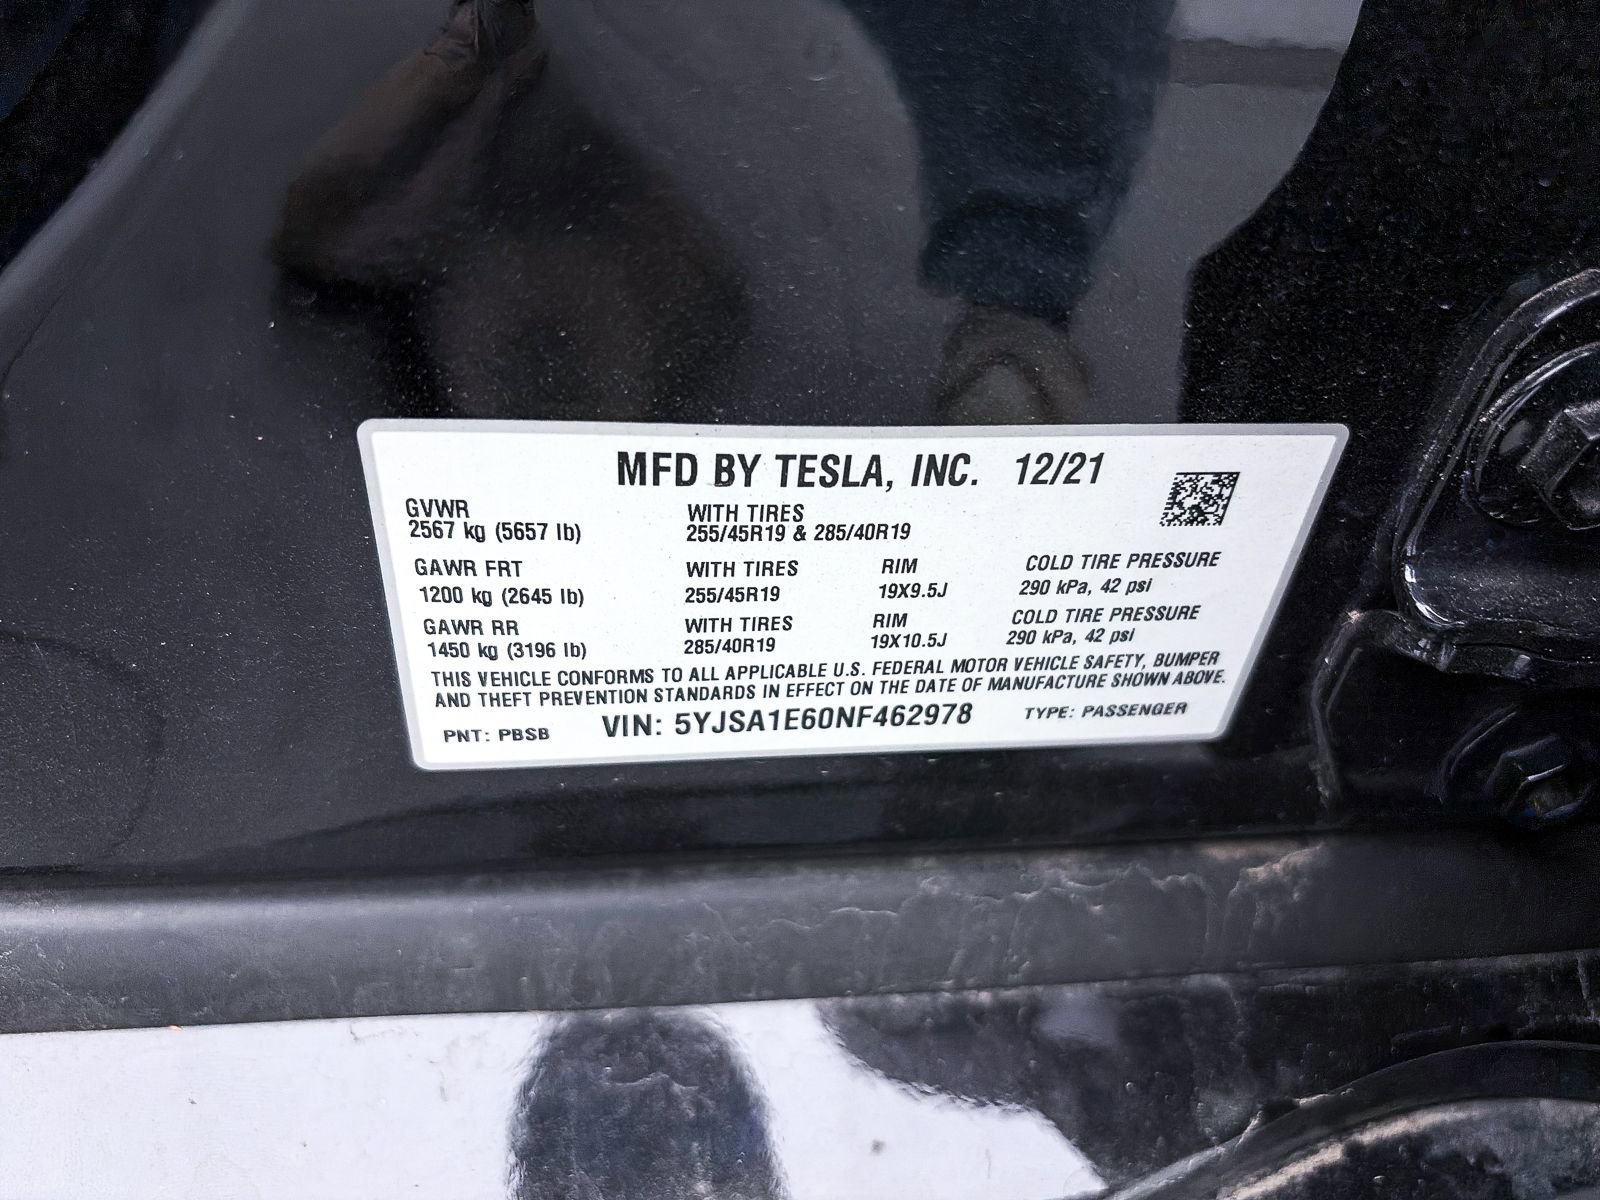 MFD BY TESLA, INC. 12/21
GVWR WITH TIRES
2567 kg (5657 lb) 255/45R19 & 285/40R19
GAWR FRT WITH TIRES RIM COLD TIRE PRESSURE
1200 kg (2645 lb) 255/45R19 19X9.5J 290 kPa, 42 psi
GAWR RR WITH TIRES RIM COLD TIRE PRESSURE
1450 kg (3196 lb) 285/40R19 19X10.5J 290 kPa, 42 psi
THIS VEHICLE CONFORMS TO ALL APPLICABLE U.S. FEDERAL MOTOR VEHICLE SAFETY, BUMPER
AND THEFT PREVENTION STANDARDS IN EFFECT ON THE DATE OF MANUFACTURE SHOWN ABOVE.
PNT: PBSB VIN: 5YJSA1E60NF462978 TYPE: PASSENGER